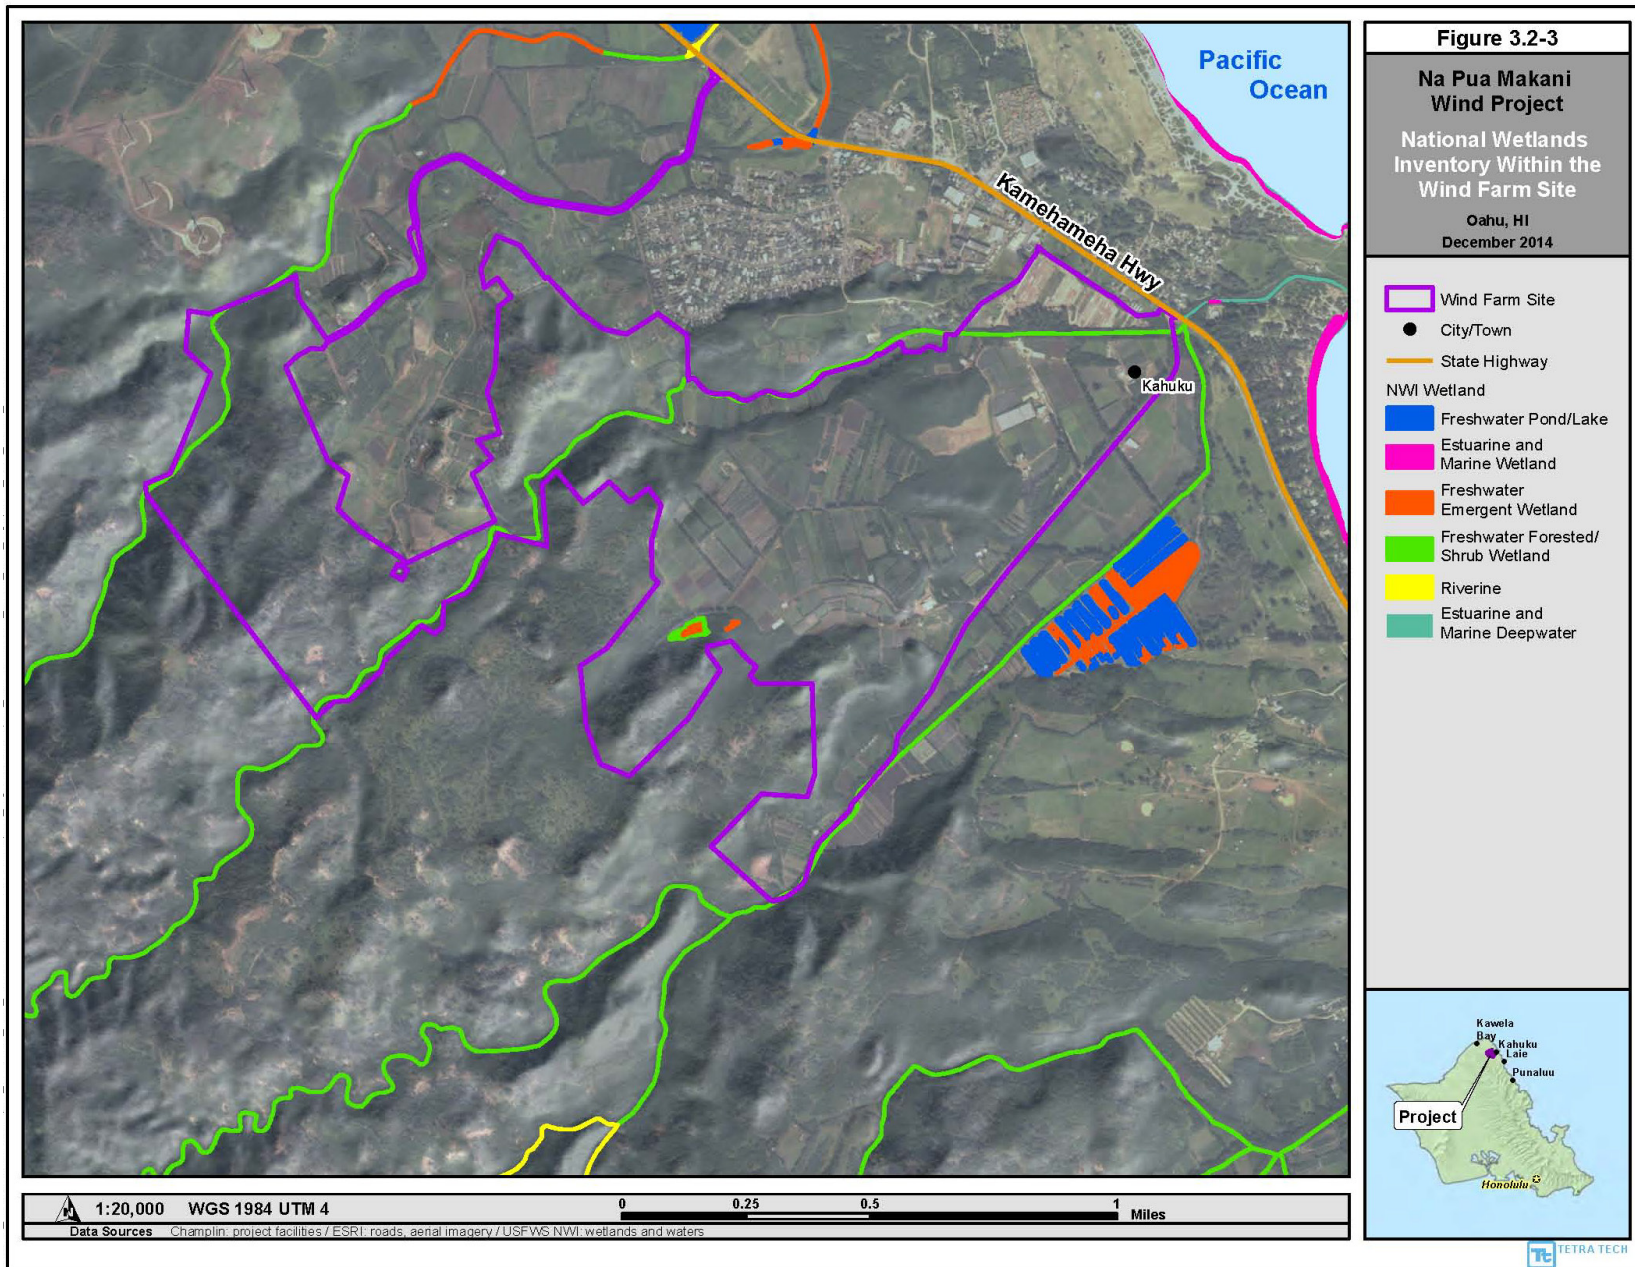 Pacific
Ocean
Kamehameha Hwy
Kahuku
Figure 3.2-3
Na Pua Makani
Wind Project
National Wetlands
Inventory Within the
Wind Farm Site
Oahu, HI
December 2014
Wind Farm Site
City/Town
State Highway
NWI Wetland
Freshwater Pond/Lake
Estuarine and
Marine Wetland
Freshwater
Emergent Wetland
Freshwater Forested/
Shrub Wetland
Riverine
Estuarine and
Marine Deepwater
Kawela
Bay
Kahuku
Laie
Punaluu
Project
Honolulu
N
1:20,000 WGS 1984 UTM 4
0 0.25 0.5 1
Miles
Data Sources Champlin: project facilities / ESRI: roads, aerial imagery / USFWS NWI: wetlands and waters
Tt TETRA TECH